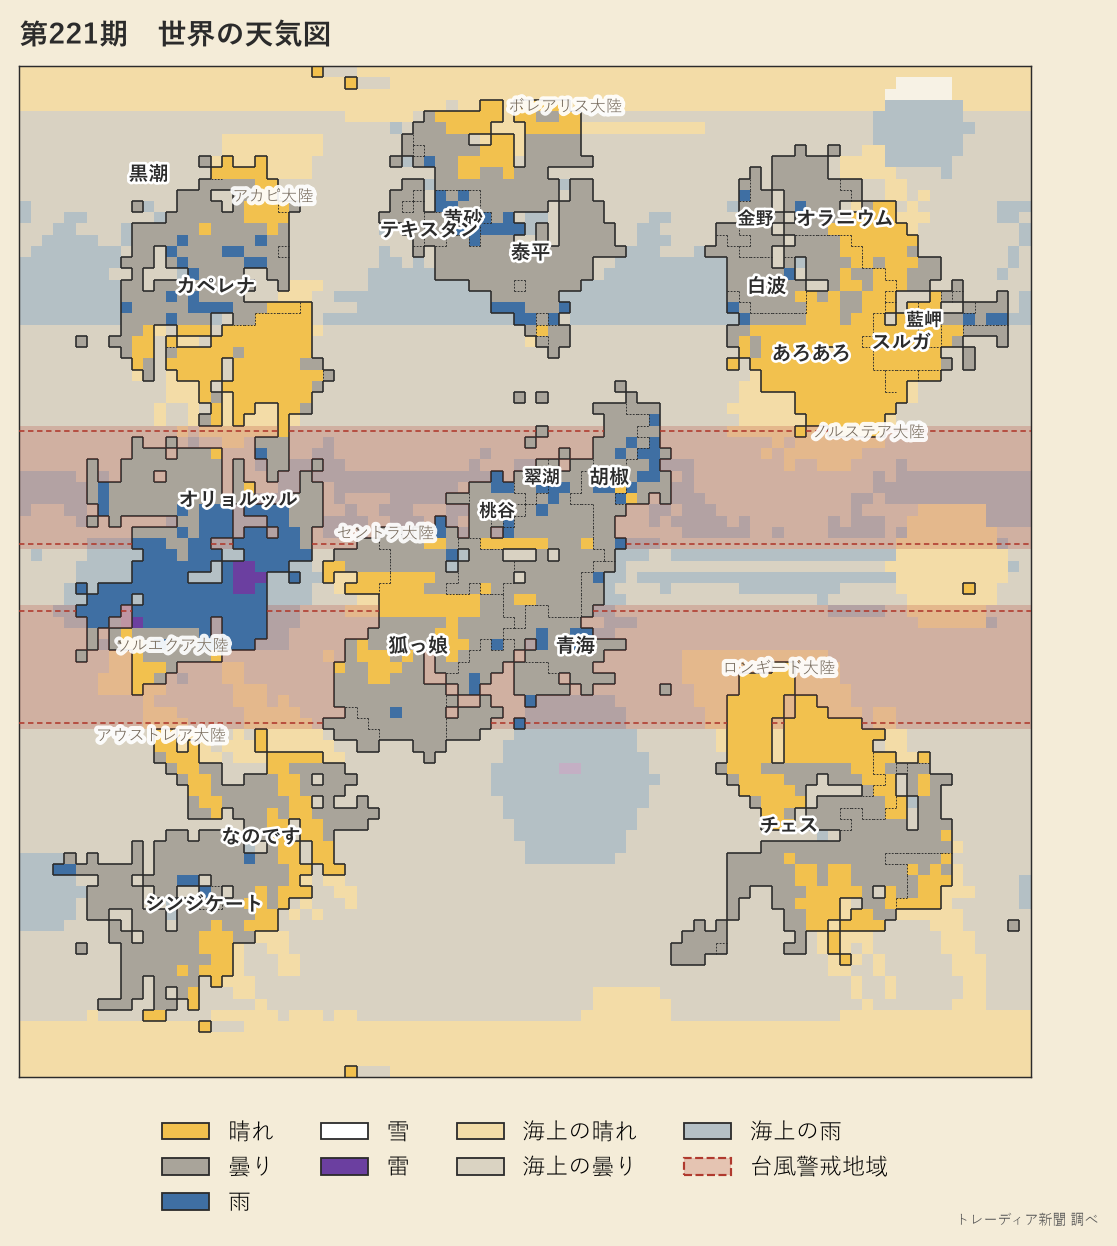 第221期　世界の天気図
ボレアリス大陸
黒潮
アカピ大陸
黄砂
テキスタン
泰平
金野
オラニウム
カペレナ
白波
藍岬
スルガ
あろあろ
ノルステア大陸
翠湖
胡椒
オリョルッル
桃谷
セントラ大陸
ソルエクア大陸
狐っ娘
青海
ロンギード大陸
アウストレア大陸
チェス
なのです
シンジケート
晴れ
雪
海上の晴れ
海上の雨
曇り
雷
海上の曇り
台風警戒地域
雨
トレーディア新聞 調べ